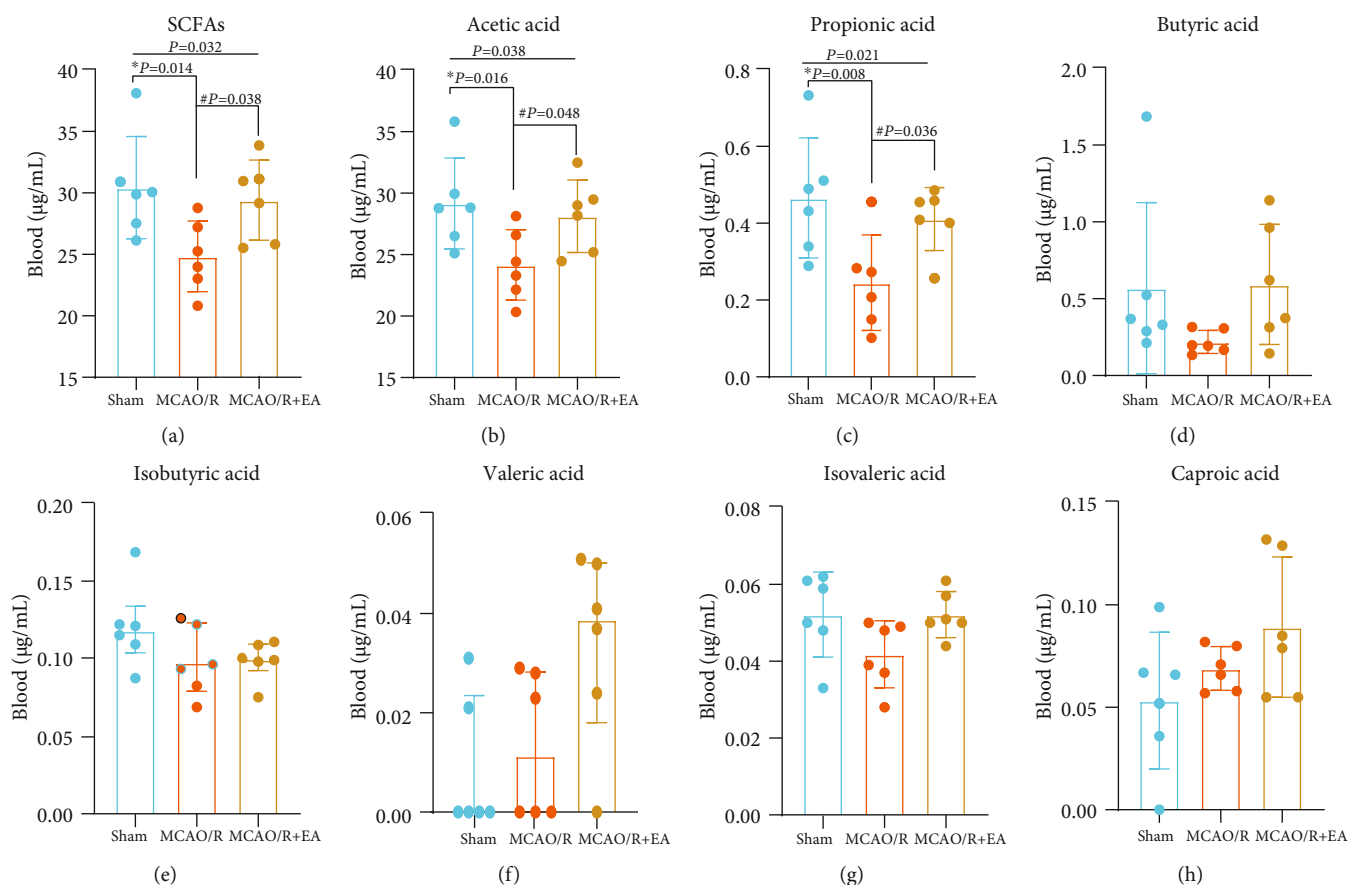 SCFAs
P=0.032
*P=0.014
#P=0.038
40
35
30
25
20
15
Blood (µg/mL)
Sham MCAO/R MCAO/R+EA
(a)
Acetic acid
P=0.038
*P=0.016
#P=0.048
40
35
30
25
20
15
Blood (µg/mL)
Sham MCAO/R MCAO/R+EA
(b)
Propionic acid
P=0.021
*P=0.008
#P=0.036
0.8
0.6
0.4
0.2
0.0
Blood (µg/mL)
Sham MCAO/R MCAO/R+EA
(c)
Butyric acid
2.0
1.5
1.0
0.5
0.0
Blood (µg/mL)
Sham MCAO/R MCAO/R+EA
(d)
Isobutyric acid
0.20
0.15
0.10
0.05
0.00
Blood (µg/mL)
Sham MCAO/R MCAO/R+EA
(e)
Valeric acid
0.06
0.04
0.02
0.00
Blood (µg/mL)
Sham MCAO/R MCAO/R+EA
(f)
Isovaleric acid
0.08
0.06
0.04
0.02
Blood (µg/mL)
Sham MCAO/R MCAO/R+EA
(g)
Caproic acid
0.15
0.10
0.05
0.00
Blood (µg/mL)
Sham MCAO/R MCAO/R+EA
(h)